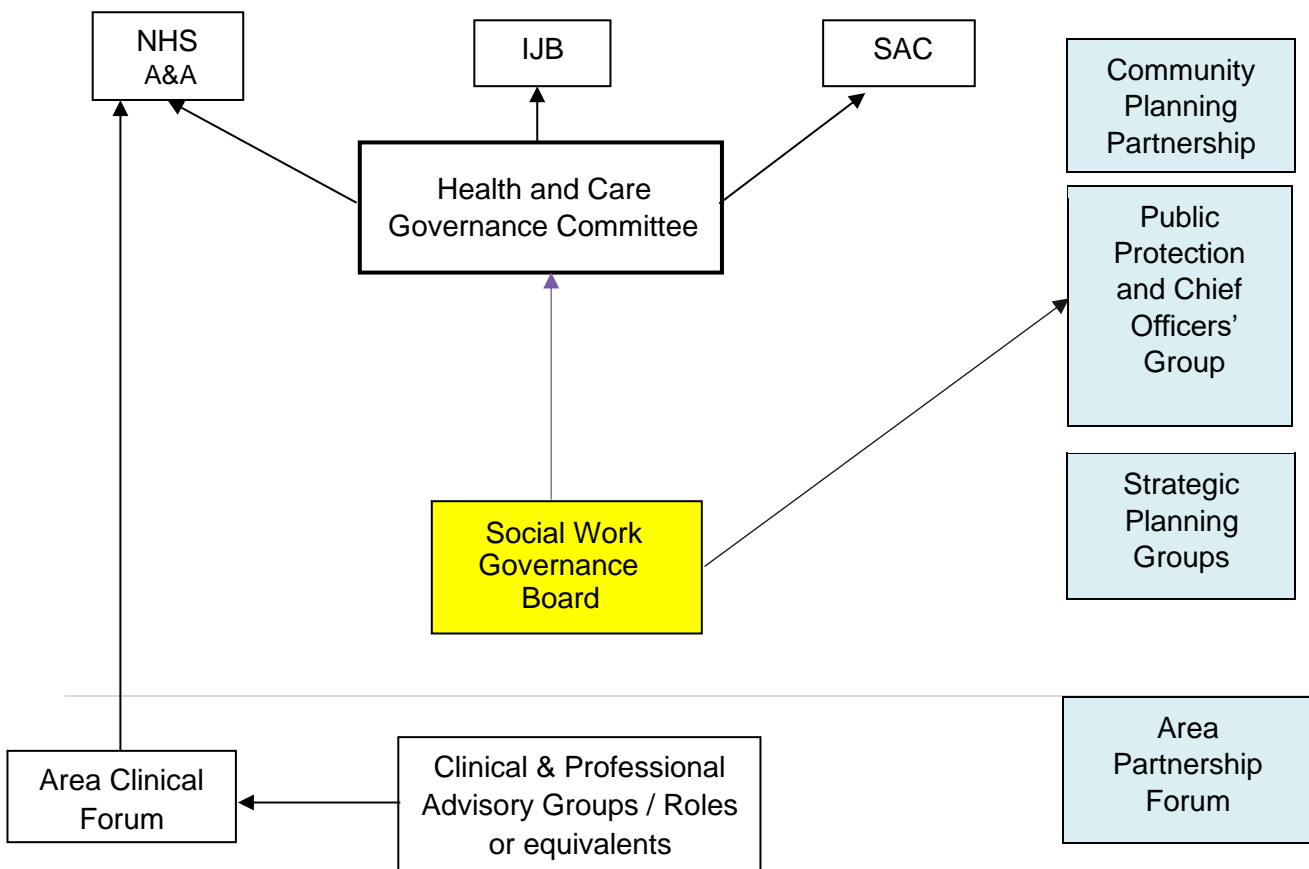 NHS
A&A
IJB
SAC
Community
Planning
Partnership
Health and Care
Governance Committee
Public
Protection
and Chief
Officers’
Group
Strategic
Planning
Groups
Social Work
Governance
Board
Area
Partnership
Forum
Area Clinical
Forum
Clinical & Professional
Advisory Groups / Roles
or equivalents